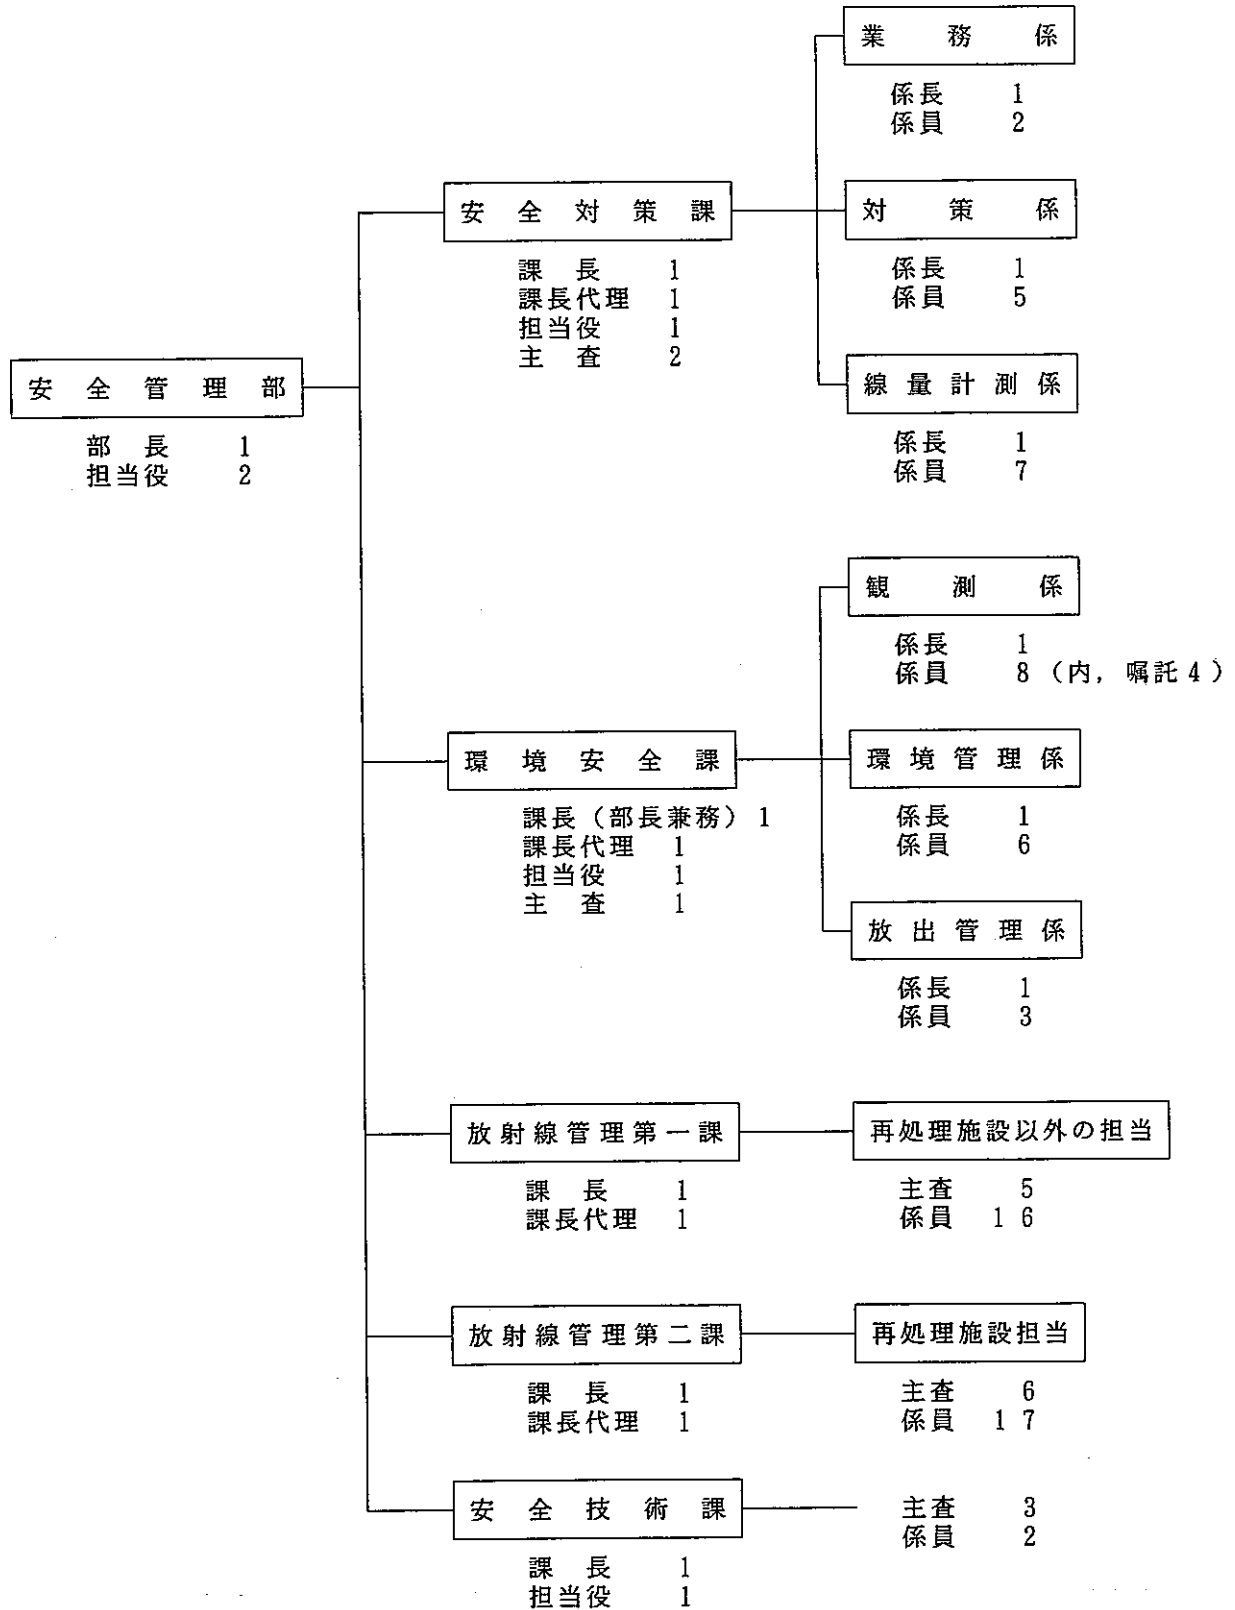 安全管理部
部長 1
担当役 2
安全対策課
課長 1
課長代理 1
担当役 1
主査 2
業務係
係長 1
係員 2
対策係
係長 1
係員 5
線量計測係
係長 1
係員 7
環境安全課
課長（部長兼務）1
課長代理 1
担当役 1
主査 1
観測係
係長 1
係員 8（内，嘱託4）
環境管理係
係長 1
係員 6
放出管理係
係長 1
係員 3
放射線管理第一課
課長 1
課長代理 1
再処理施設以外の担当
主査 5
係員 16
放射線管理第二課
課長 1
課長代理 1
再処理施設担当
主査 6
係員 17
安全技術課
課長 1
担当役 1
主査 3
係員 2